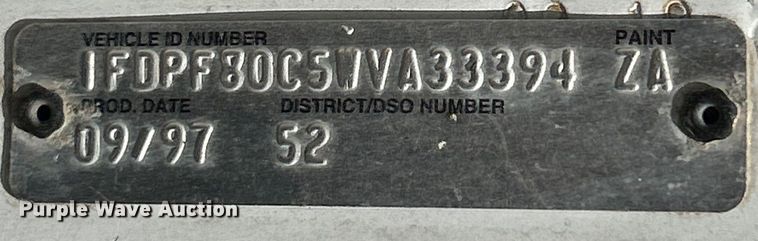 VEHICLE ID NUMBER PAINT
1FDPF80C5WVA33394 ZA
PROD. DATE DISTRICT/DSO NUMBER
09/97 52
Purple Wave Auction